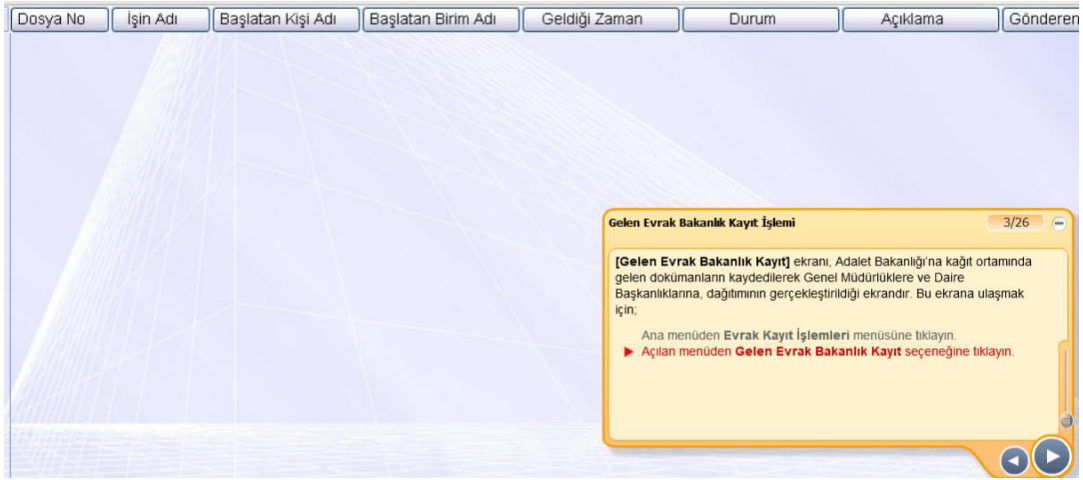 Dosya No İşin Adı Başlatan Kişi Adı Başlatan Birim Adı Geldiği Zaman Durum Açıklama Gönderen
Gelen Evrak Bakanlık Kayıt İşlemi 3/26
[Gelen Evrak Bakanlık Kayıt] ekranı, Adalet Bakanlığı'na kağıt ortamında
gelen dokümanların kaydedilerek Genel Müdürlüklere ve Daire
Başkanlıklarına, dağıtımının gerçekleştirildiği ekrandır. Bu ekrana ulaşmak
için;
Ana menüden Evrak Kayıt İşlemleri menüsüne tıklayın.
Açılan menüden Gelen Evrak Bakanlık Kayıt seçeneğine tıklayın.